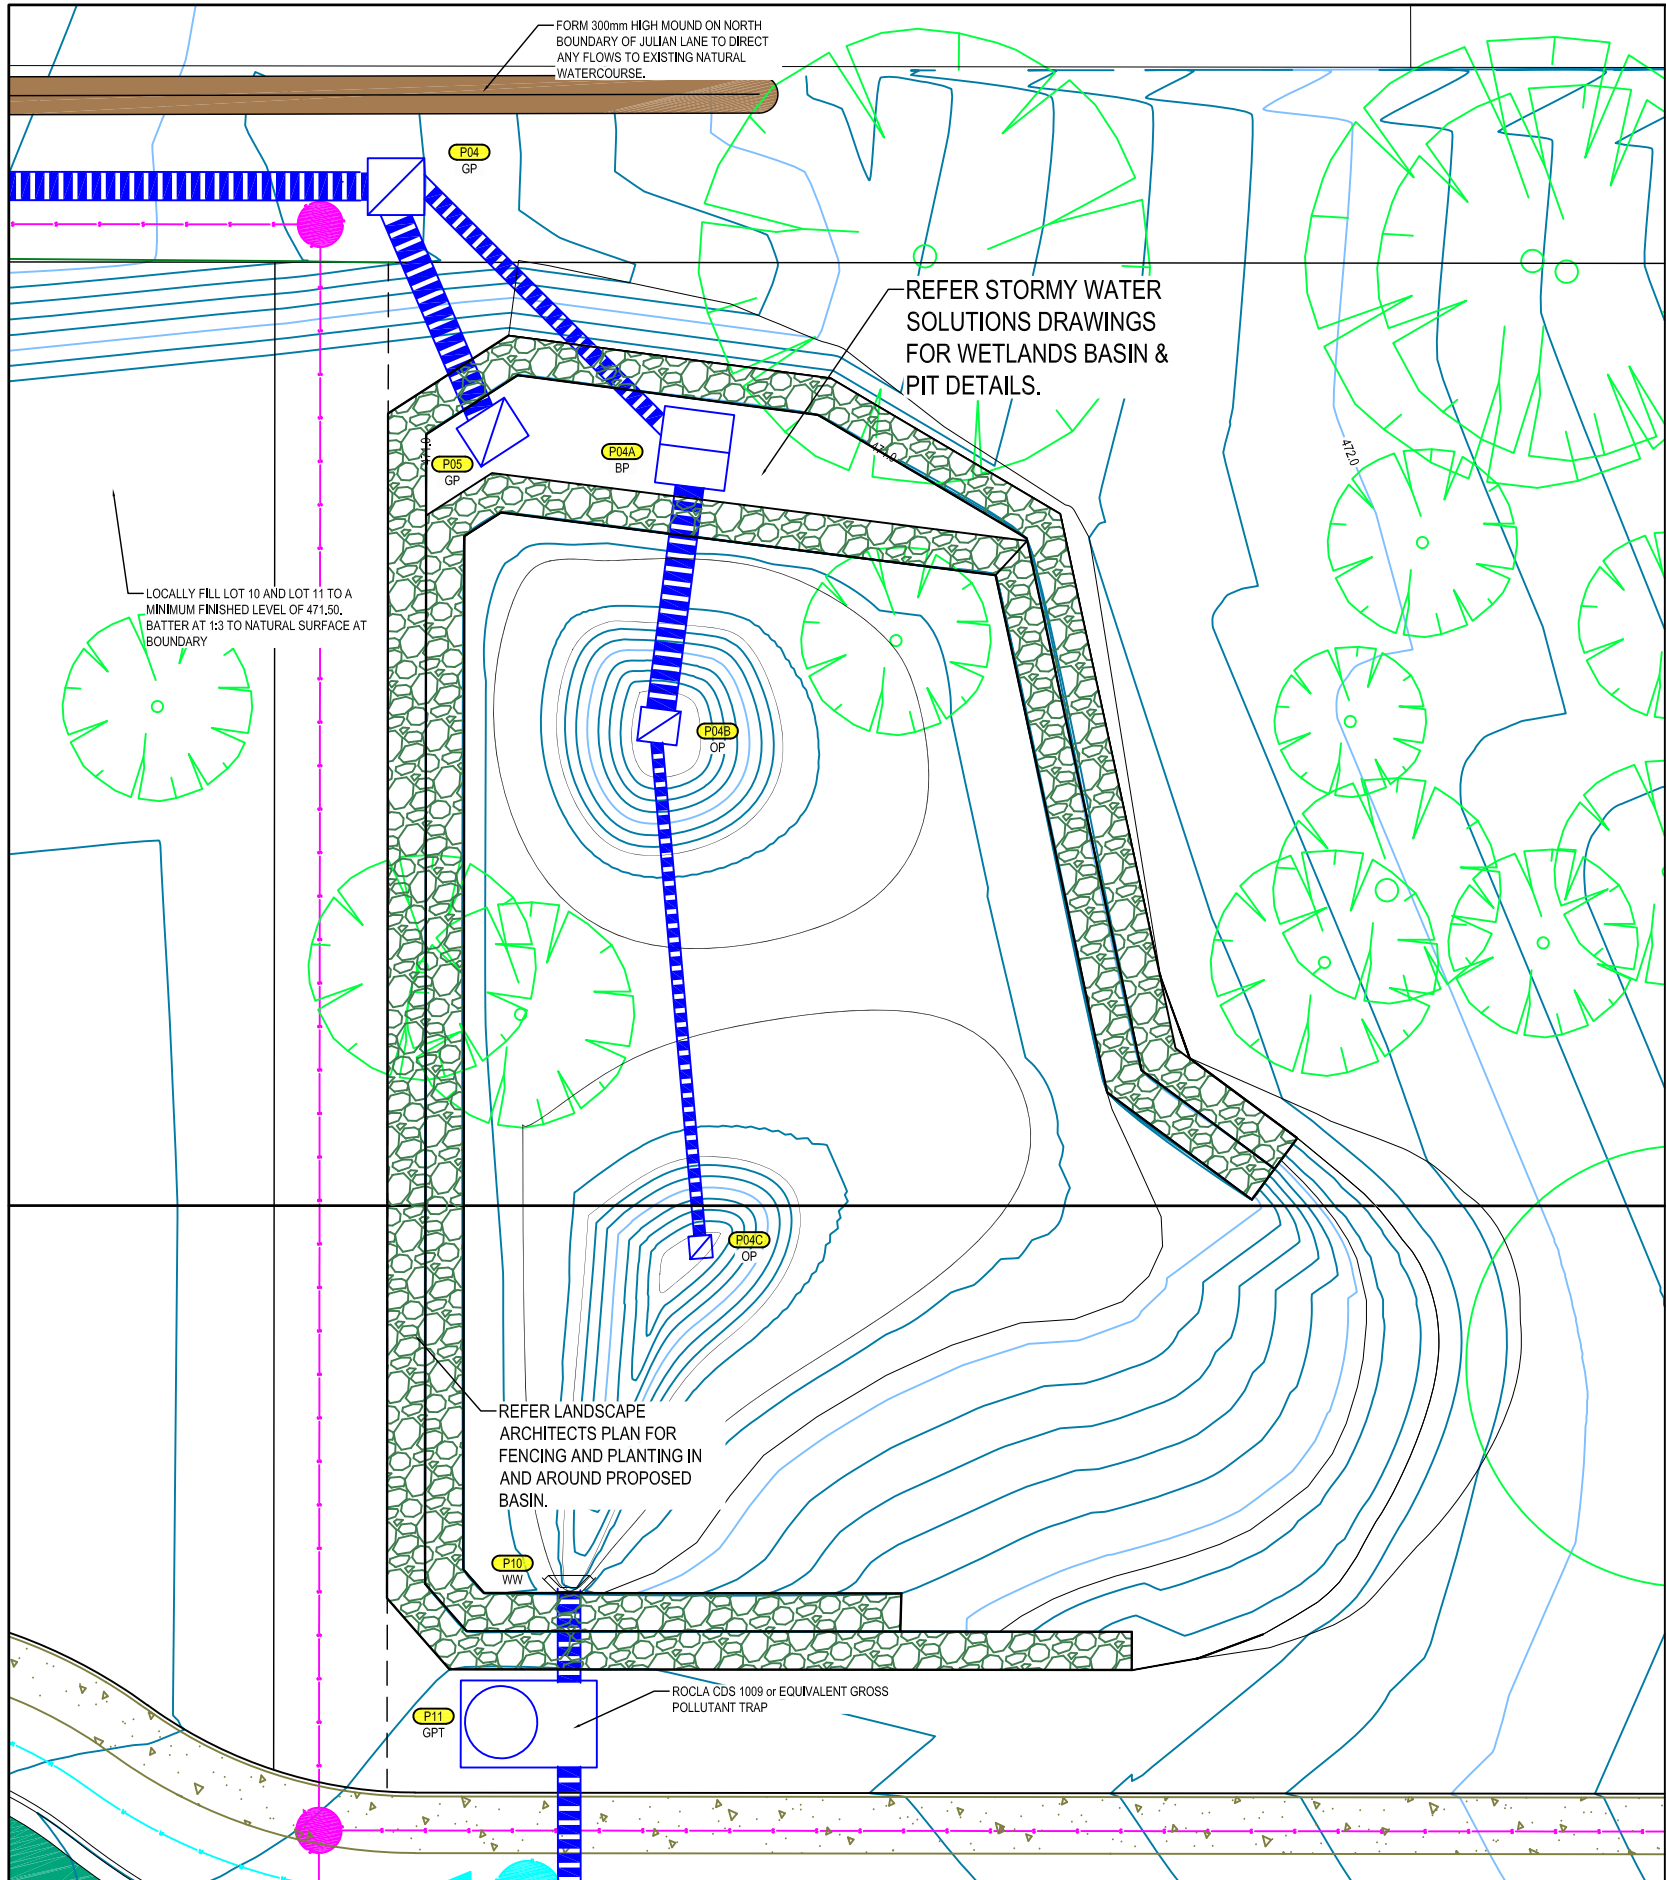 FORM 300mm HIGH MOUND ON NORTH
BOUNDARY OF JULIAN LANE TO DIRECT
ANY FLOWS TO EXISTING NATURAL
WATERCOURSE.
P04
GP
REFER STORMY WATER
SOLUTIONS DRAWINGS
FOR WETLANDS BASIN &
PIT DETAILS.
P05
GP
P04A
BP
471.0
471.0
472.0
LOCALLY FILL LOT 10 AND LOT 11 TO A
MINIMUM FINISHED LEVEL OF 471.50.
BATTER AT 1:3 TO NATURAL SURFACE AT
BOUNDARY
P04B
OP
P04C
OP
REFER LANDSCAPE
ARCHITECTS PLAN FOR
FENCING AND PLANTING IN
AND AROUND PROPOSED
BASIN.
P10
WW
ROCLA CDS 1009 or EQUIVALENT GROSS
POLLUTANT TRAP
P11
GPT